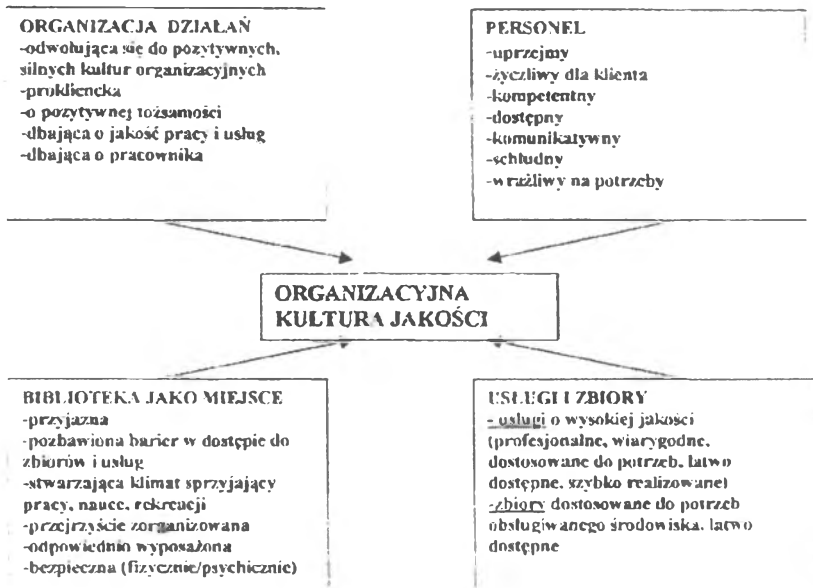 ORGANIZACJA DZIAŁAŃ
-odwołująca się do pozytywnych,
silnych kultur organizacyjnych
-prokliencka
-o pozytywnej tożsamości
-dbająca o jakość pracy i usług
-dbająca o pracownika
PERSONEL
-uprzejmy
-życzliwy dla klienta
-kompetentny
-dostępny
-komunikatywny
-schludny
-wrażliwy na potrzeby
ORGANIZACYJNA
KULTURA JAKOŚCI
BIBLIOTEKA JAKO MIEJSCE
-przyjazna
-pozbawiona barier w dostępie do
zbiorów i usług
-stwarzająca klimat sprzyjający
pracy, nauce, rekreacji
-przejrzyście zorganizowana
-odpowiednio wyposażona
-bezpieczna (fizycznie/psychicznie)
USŁUGI I ZBIORY
- usługi o wysokiej jakości
(profesjonalne, wiarygodne,
dostosowane do potrzeb, łatwo
dostępne, szybko realizowane)
-zbiory dostosowane do potrzeb
obsługiwanego środowiska, łatwo
dostępne